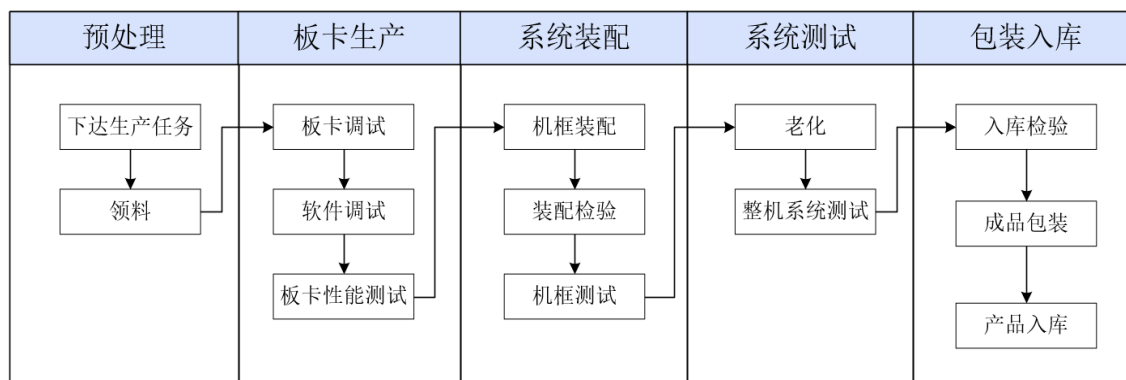 预处理
板卡生产
系统装配
系统测试
包装入库
下达生产任务
领料
板卡调试
软件调试
板卡性能测试
机框装配
装配检验
机框测试
老化
整机系统测试
入库检验
成品包装
产品入库